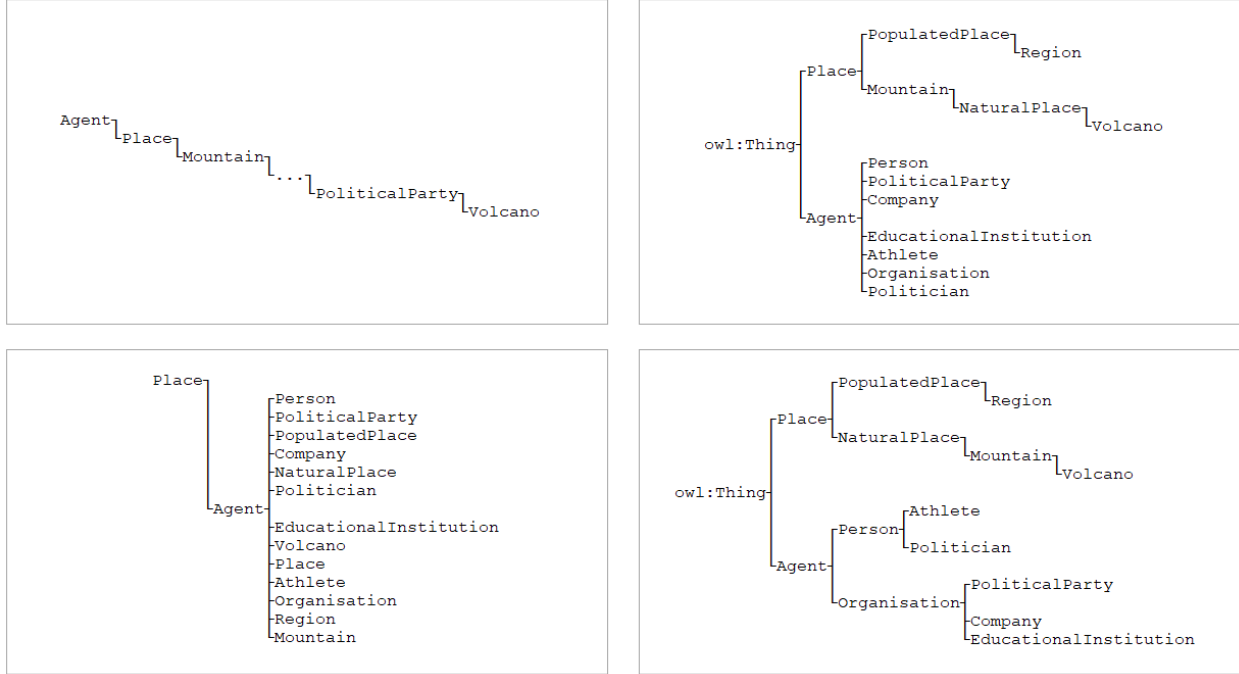 Agent
Place
Mountain
...
PoliticalParty
Volcano
PopulatedPlace
Region
Place
Mountain
NaturalPlace
Volcano
owl:Thing
Person
PoliticalParty
Company
Agent
EducationalInstitution
Athlete
Organisation
Politician
Place
Person
PoliticalParty
PopulatedPlace
Company
NaturalPlace
Politician
Agent
EducationalInstitution
Volcano
Place
Athlete
Organisation
Region
Mountain
PopulatedPlace
Region
Place
NaturalPlace
Mountain
Volcano
owl:Thing
Athlete
Person
Politician
Agent
PoliticalParty
Organisation
Company
EducationalInstitution